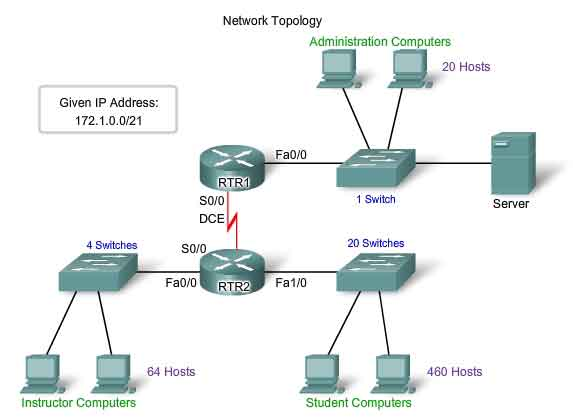 Network Topology
Administration Computers
20 Hosts
Given IP Address:
172.1.0.0/21
Fa0/0
RTR1
1 Switch
Server
S0/0
DCE
4 Switches
S0/0
20 Switches
Fa0/0
RTR2
Fa1/0
64 Hosts
460 Hosts
Instructor Computers
Student Computers